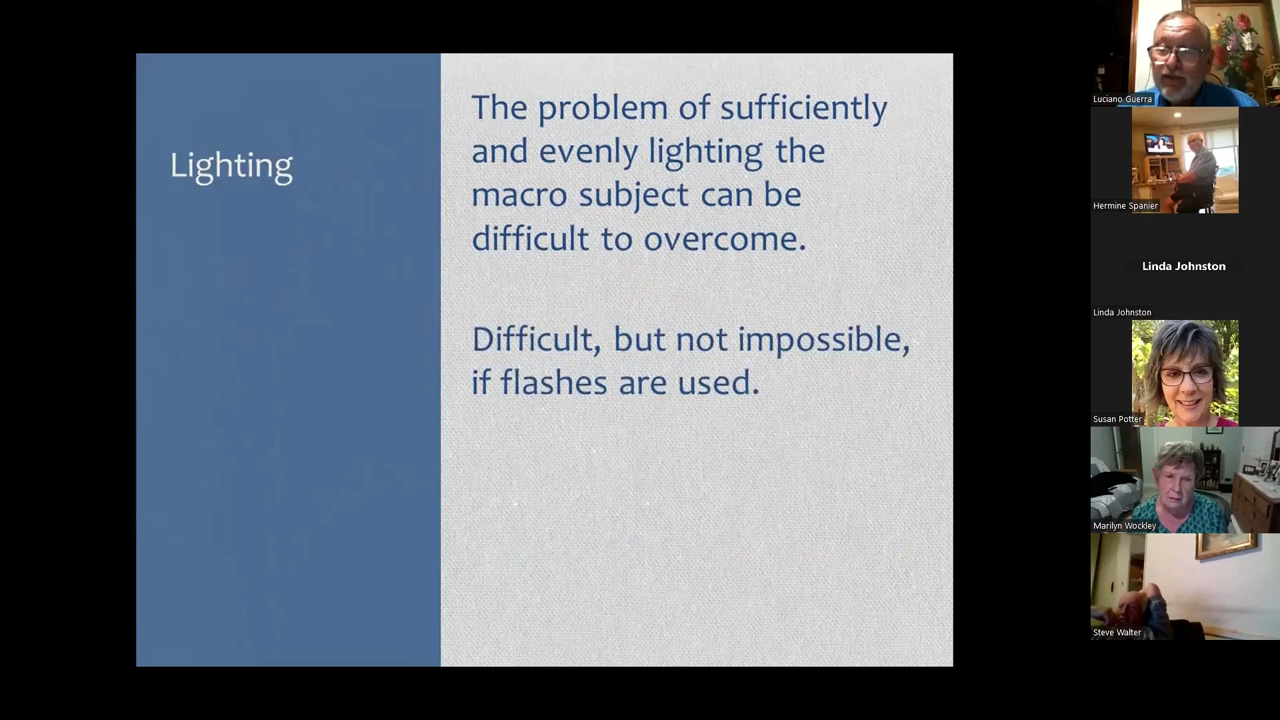 Lighting
The problem of sufficiently
and evenly lighting the
macro subject can be
difficult to overcome.
Difficult, but not impossible,
if flashes are used.
Luciano Guerra
Hermine Spanier
Linda Johnston
Linda Johnston
Susan Potter
Marilyn Wockley
Steve Walter